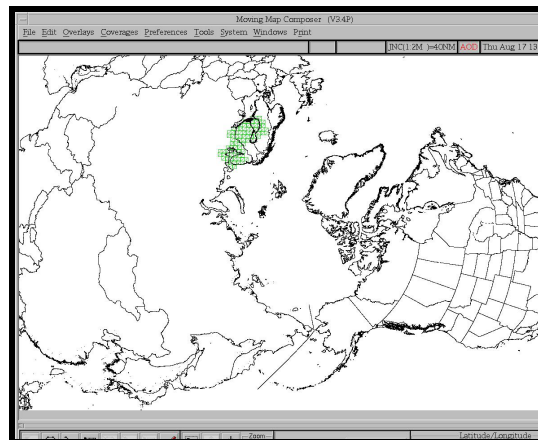 Moving Map Composer (V3.4P)
File Edit Overlays Coverages Preferences Tools System Windows Print
JNC(1:2M )=40NM AOD Thu Aug 17 13
Zoom
Latitude/Longitude